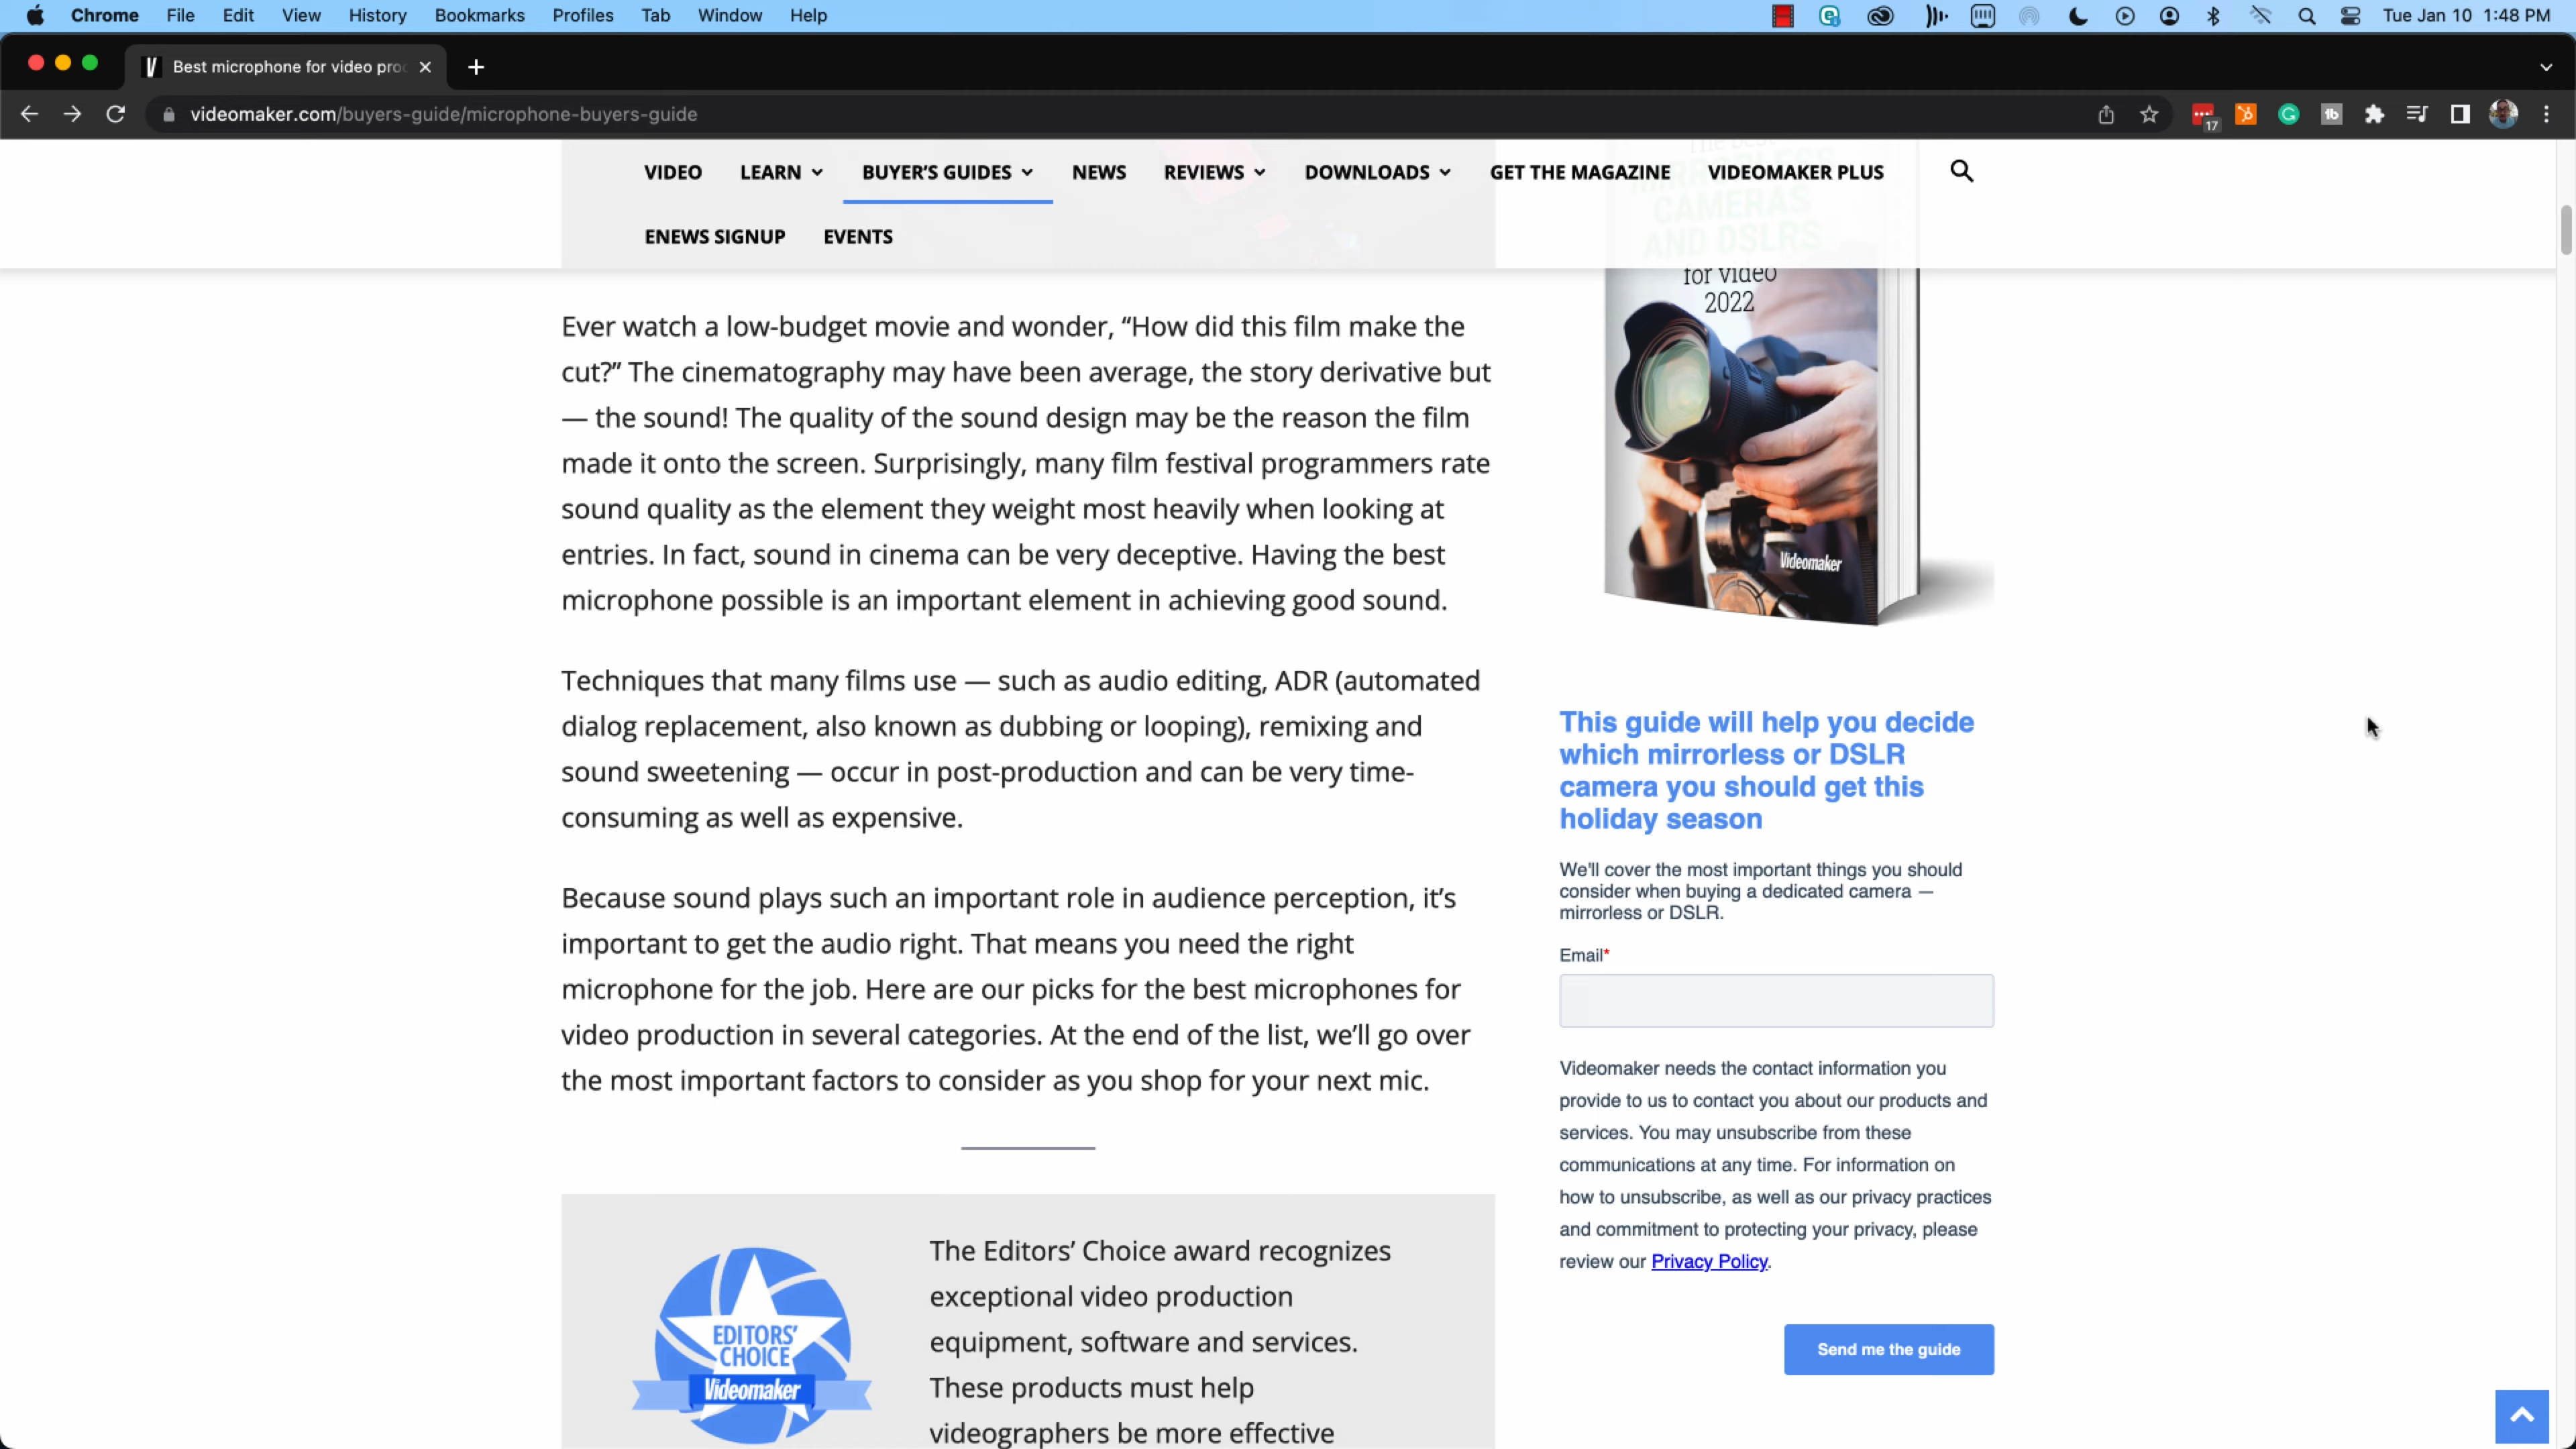 Chrome File Edit View History Bookmarks Profiles Tab Window Help Tue Jan 10 1:48 PM
Best microphone for video pro
videomaker.com/buyers-guide/microphone-buyers-guide
17
VIDEO LEARN BUYER'S GUIDES NEWS REVIEWS DOWNLOADS GET THE MAGAZINE VIDEOMAKER PLUS
ENEWS SIGNUP EVENTS
Ever watch a low-budget movie and wonder, “How did this film make the
cut?” The cinematography may have been average, the story derivative but
— the sound! The quality of the sound design may be the reason the film
made it onto the screen. Surprisingly, many film festival programmers rate
sound quality as the element they weight most heavily when looking at
entries. In fact, sound in cinema can be very deceptive. Having the best
microphone possible is an important element in achieving good sound.
Techniques that many films use — such as audio editing, ADR (automated
dialog replacement, also known as dubbing or looping), remixing and
sound sweetening — occur in post-production and can be very time-
consuming as well as expensive.
Because sound plays such an important role in audience perception, it’s
important to get the audio right. That means you need the right
microphone for the job. Here are our picks for the best microphones for
video production in several categories. At the end of the list, we’ll go over
the most important factors to consider as you shop for your next mic.
EDITORS’
CHOICE
Videomaker
The Editors’ Choice award recognizes
exceptional video production
equipment, software and services.
These products must help
videographers be more effective
The best
MIRRORLESS
CAMERAS
AND DSLRS
for video
2022
Videomaker
This guide will help you decide
which mirrorless or DSLR
camera you should get this
holiday season
We'll cover the most important things you should
consider when buying a dedicated camera —
mirrorless or DSLR.
Email*
Videomaker needs the contact information you
provide to us to contact you about our products and
services. You may unsubscribe from these
communications at any time. For information on
how to unsubscribe, as well as our privacy practices
and commitment to protecting your privacy, please
review our Privacy Policy.
Send me the guide